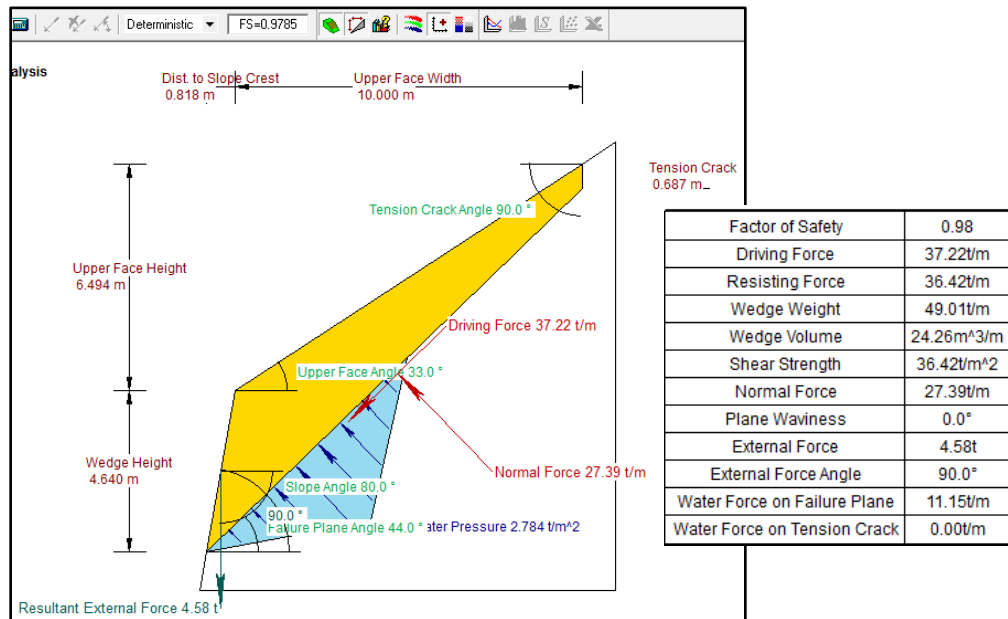 Deterministic FS=0.9785
alysis
Dist. to Slope Crest
0.818 m
Upper Face Width
10.000 m
Tension Crack
0.687 m
Tension Crack Angle 90.0 °
Upper Face Height
6.494 m
Driving Force 37.22 t/m
Upper Face Angle 33.0 °
Wedge Height
4.640 m
Normal Force 27.39 t/m
Slope Angle 80.0 °
90.0 °
Failure Plane Angle 44.0 °
ater Pressure 2.784 t/m^2
Resultant External Force 4.58 t
Factor of Safety 0.98
Driving Force 37.22t/m
Resisting Force 36.42t/m
Wedge Weight 49.01t/m
Wedge Volume 24.26m^3/m
Shear Strength 36.42t/m^2
Normal Force 27.39t/m
Plane Waviness 0.0°
External Force 4.58t
External Force Angle 90.0°
Water Force on Failure Plane 11.15t/m
Water Force on Tension Crack 0.00t/m